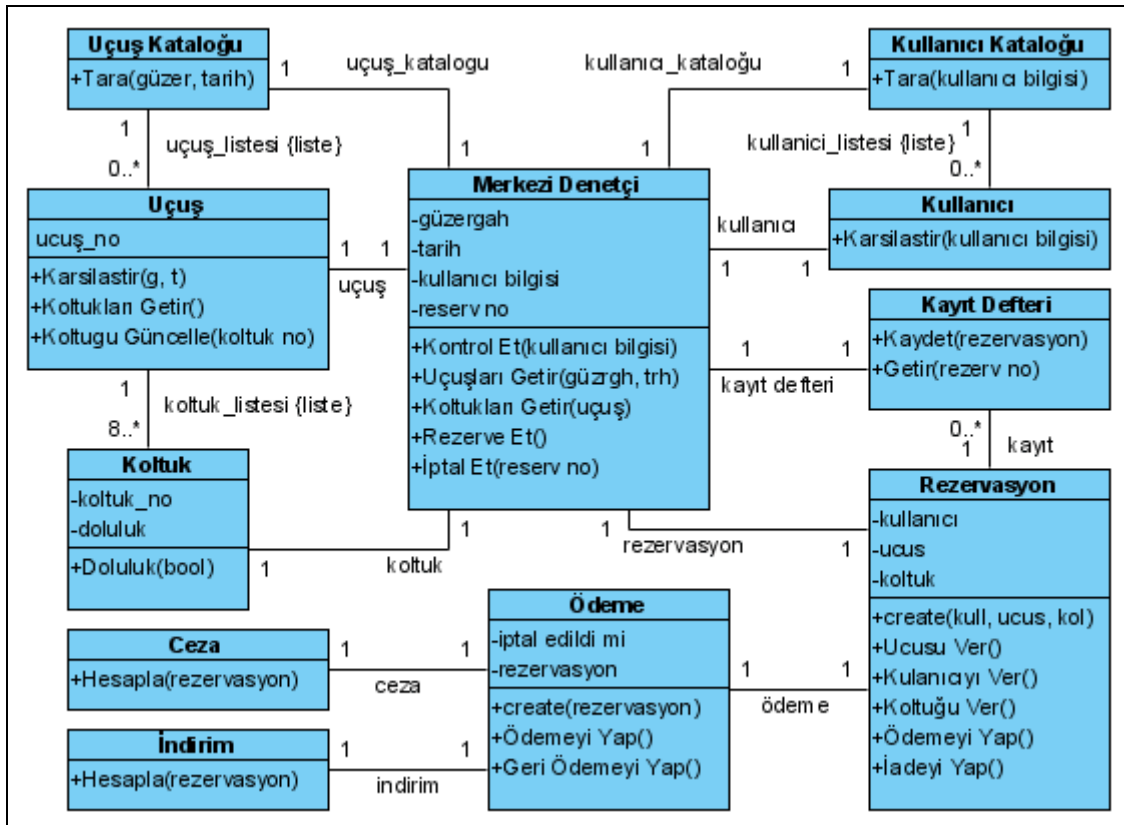 Uçuş Kataloğu
+Tara(güzer, tarih)
1
uçuş_katalogu
1
kullanıcı_kataloğu
1
1
Kullanıcı Kataloğu
+Tara(kullanıcı bilgisi)
1
uçuş_listesi {liste}
0..*
1
kullanici_listesi {liste}
0..*
Uçuş
ucuş_no
+Karsilastir(g, t)
+Koltukları Getir()
+Koltugu Güncelle(koltuk no)
1
1
uçuş
Merkezi Denetçi
-güzergah
-tarih
-kullanıcı bilgisi
-reserv no
+Kontrol Et(kullanıcı bilgisi)
+Uçuşları Getir(güzrgh, trh)
+Koltukları Getir(uçuş)
+Rezerve Et()
+İptal Et(reserv no)
kullanıcı
1
1
Kullanıcı
+Karsilastir(kullanıcı bilgisi)
1
1
kayıt defteri
Kayıt Defteri
+Kaydet(rezervasyon)
+Getir(rezerv no)
1
koltuk_listesi {liste}
8..*
0..*
1
kayıt
Koltuk
-koltuk_no
-doluluk
+Doluluk(bool)
1
koltuk
1
1
rezervasyon
1
Rezervasyon
-kullanıcı
-ucus
-koltuk
+create(kull, ucus, kol)
+Ucusu Ver()
+Kulanıcıyı Ver()
+Koltuğu Ver()
+Ödemeyi Yap()
+İadeyi Yap()
Ceza
+Hesapla(rezervasyon)
1
1
ceza
Ödeme
-iptal edildi mi
-rezervasyon
+create(rezervasyon)
+Ödemeyi Yap()
+Geri Ödemeyi Yap()
1
1
ödeme
İndirim
+Hesapla(rezervasyon)
1
1
indirim